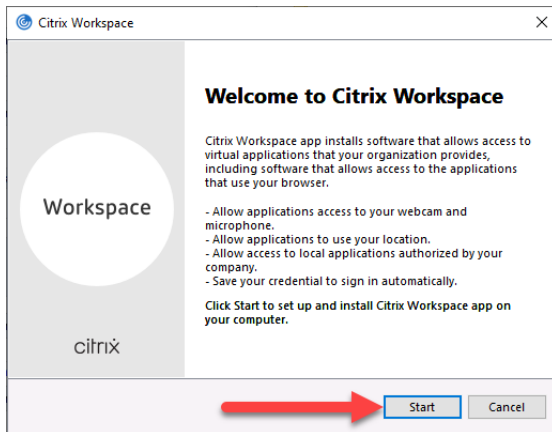 Citrix Workspace
Welcome to Citrix Workspace
Citrix Workspace app installs software that allows access to
virtual applications that your organization provides,
including software that allows access to the applications
that use your browser.
- Allow applications access to your webcam and
microphone.
- Allow applications to use your location.
- Allow access to local applications authorized by your
company.
- Save your credential to sign in automatically.
Click Start to set up and install Citrix Workspace app on
your computer.
Workspace
citrix
Start
Cancel